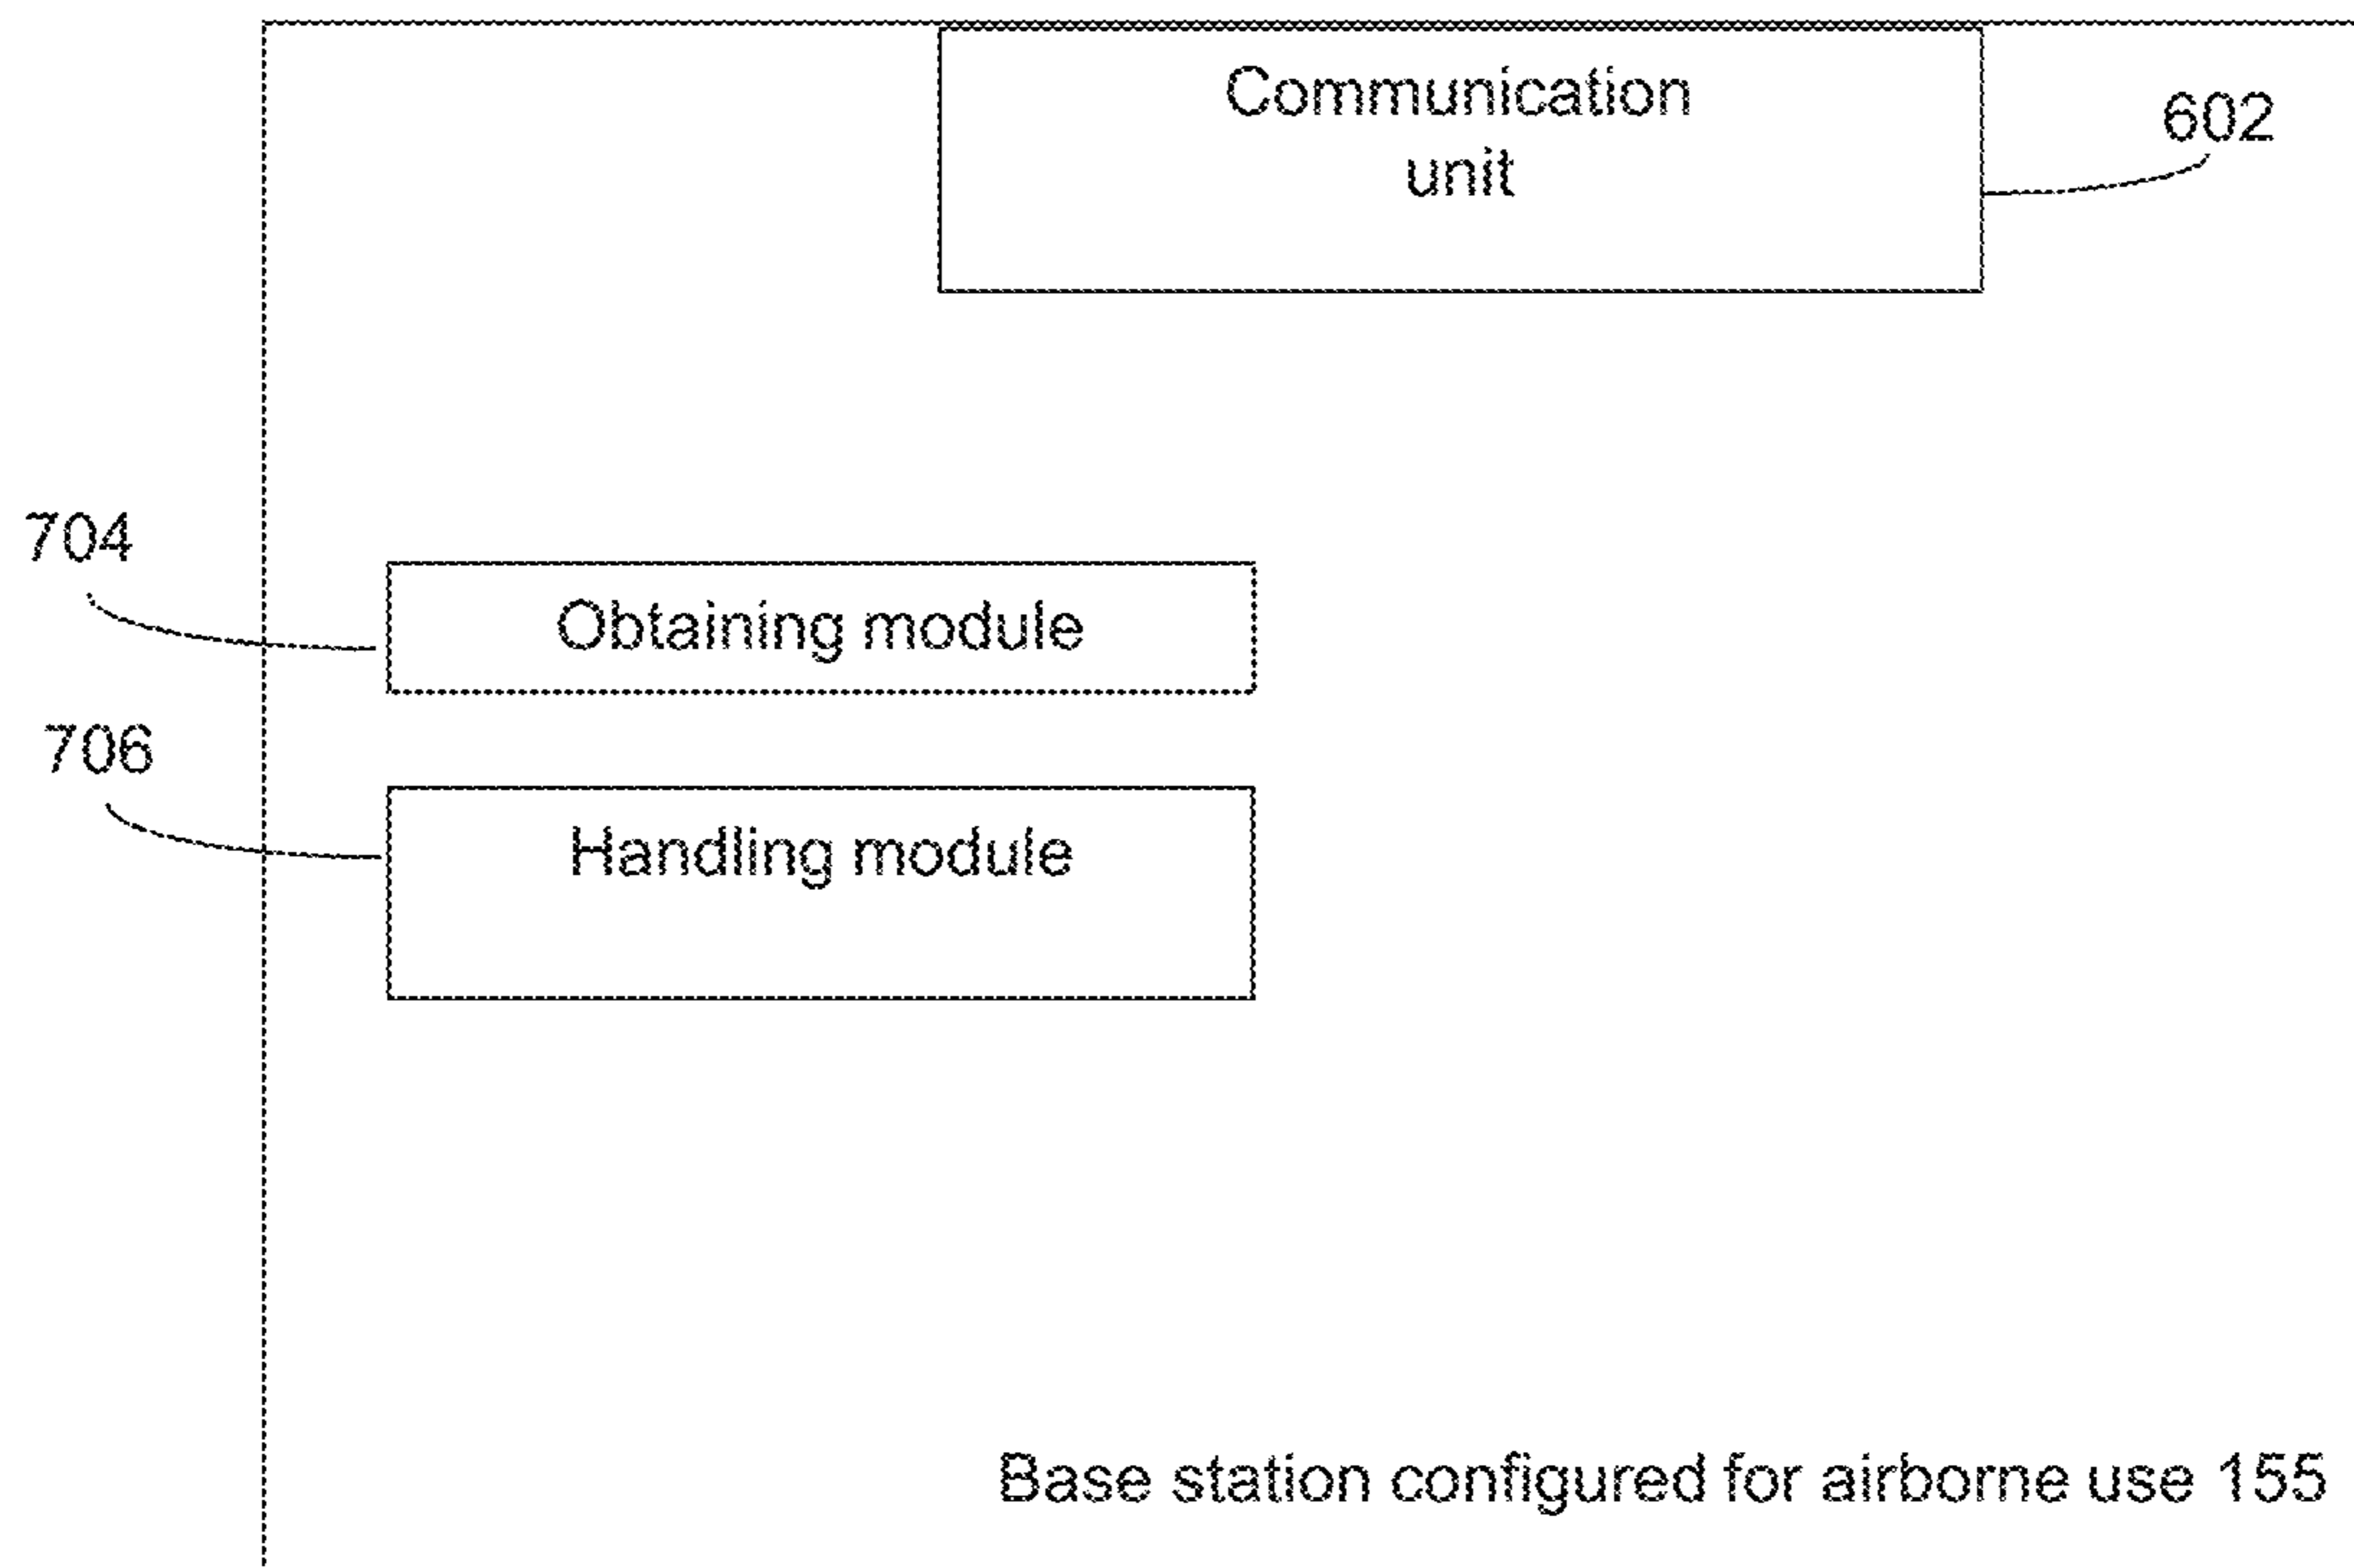 Communication
unit
602
704
Obtaining module
706
Handling module
Base station configured for airborne use 155